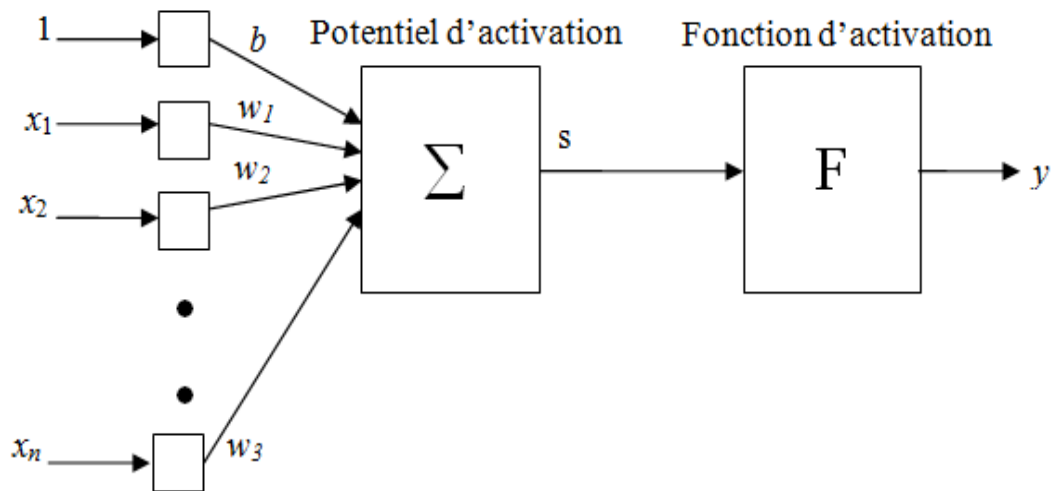 1
b
Potentiel d’activation
Fonction d’activation
x1
w1
x2
w2
Σ
s
F
y
xn
w3